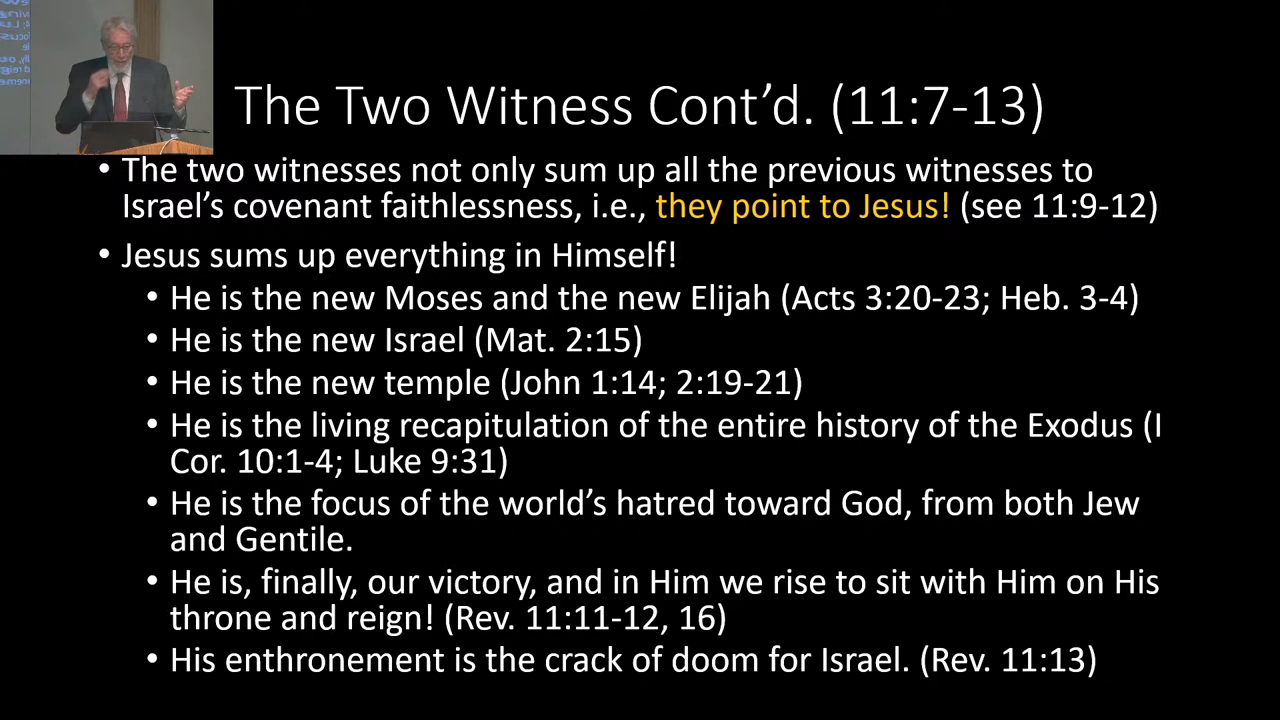 The Two Witness Cont’d. (11:7-13)
• The two witnesses not only sum up all the previous witnesses to
Israel’s covenant faithlessness, i.e., they point to Jesus! (see 11:9-12)
• Jesus sums up everything in Himself!
• He is the new Moses and the new Elijah (Acts 3:20-23; Heb. 3-4)
• He is the new Israel (Mat. 2:15)
• He is the new temple (John 1:14; 2:19-21)
• He is the living recapitulation of the entire history of the Exodus (I
Cor. 10:1-4; Luke 9:31)
• He is the focus of the world’s hatred toward God, from both Jew
and Gentile.
• He is, finally, our victory, and in Him we rise to sit with Him on His
throne and reign! (Rev. 11:11-12, 16)
• His enthronement is the crack of doom for Israel. (Rev. 11:13)